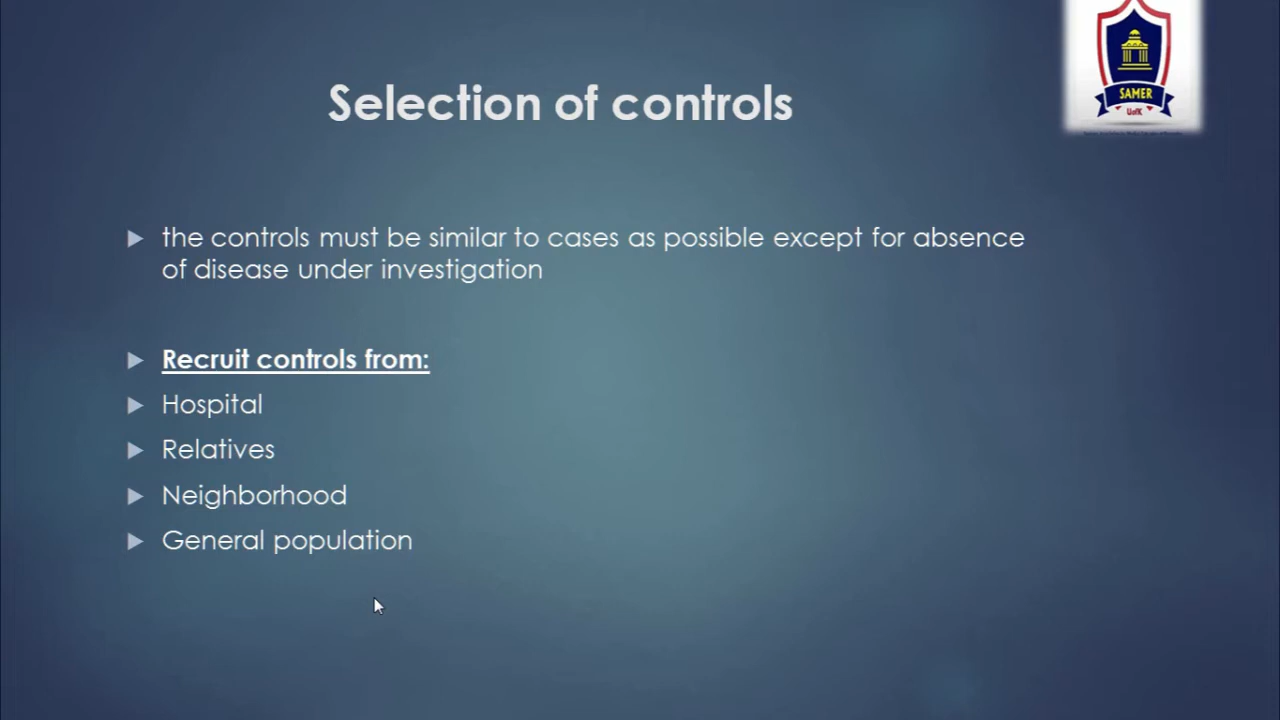 Selection of controls
SAMER
UofK
the controls must be similar to cases as possible except for absence
of disease under investigation
Recruit controls from:
Hospital
Relatives
Neighborhood
General population